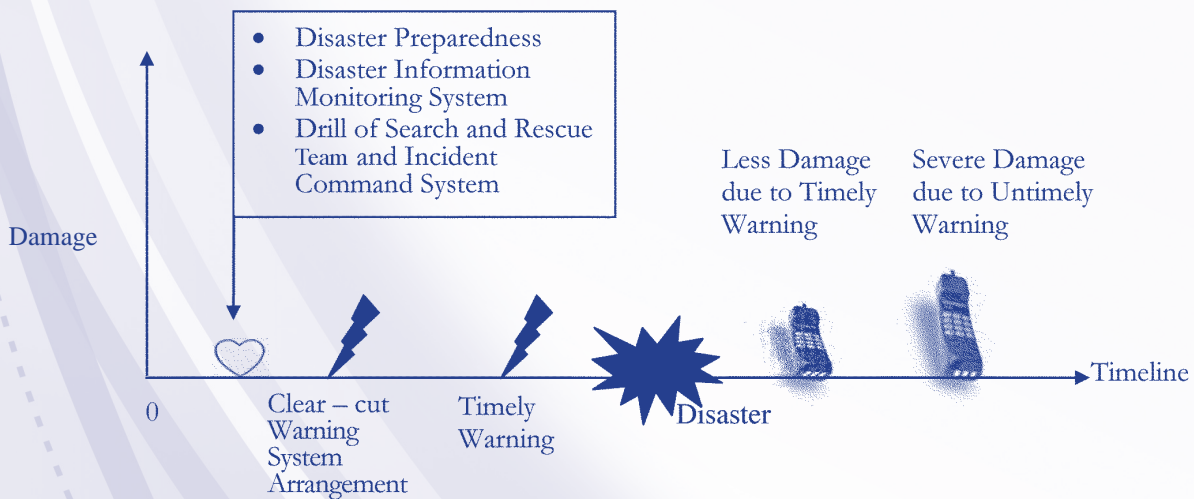 • Disaster Preparedness
• Disaster Information
Monitoring System
• Drill of Search and Rescue
Team and Incident
Command System
Less Damage
due to Timely
Warning
Severe Damage
due to Untimely
Warning
Damage
Timeline
0
Clear – cut
Warning
System
Arrangement
Timely
Warning
Disaster